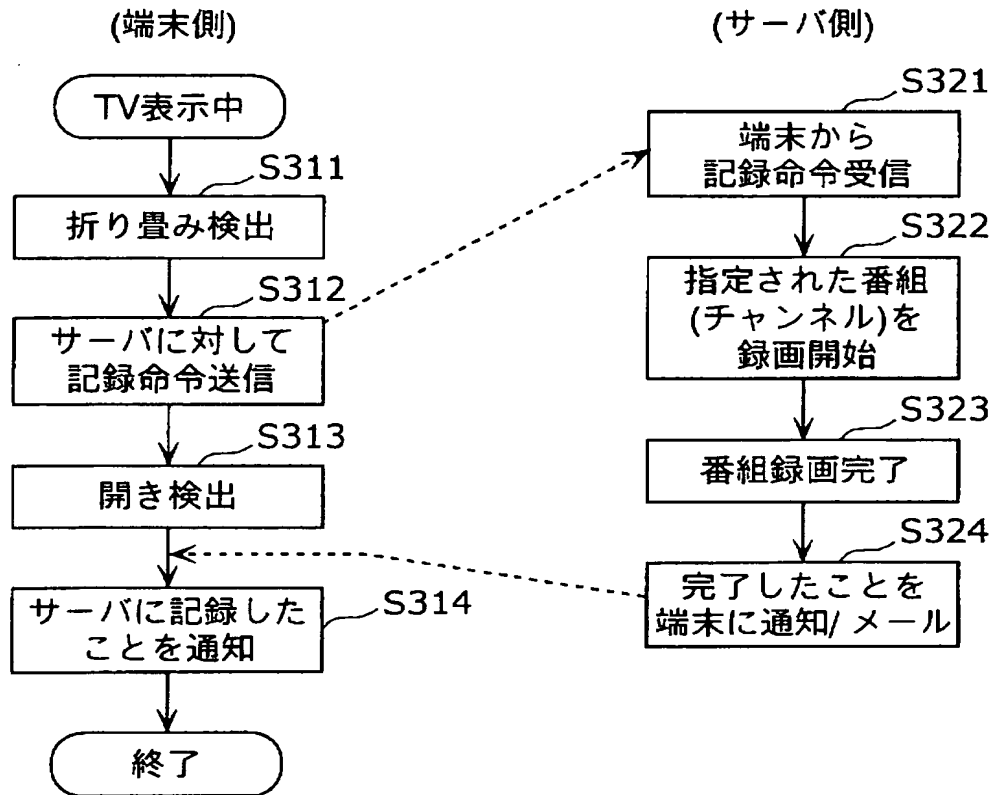 (端末側)
TV表示中
S311
折り畳み検出
S312
サーバに対して
記録命令送信
S313
開き検出
サーバに記録した
ことを通知
S314
終了
(サーバ側)
S321
端末から
記録命令受信
S322
指定された番組
(チャンネル)を
録画開始
S323
番組録画完了
S324
完了したことを
端末に通知/メール